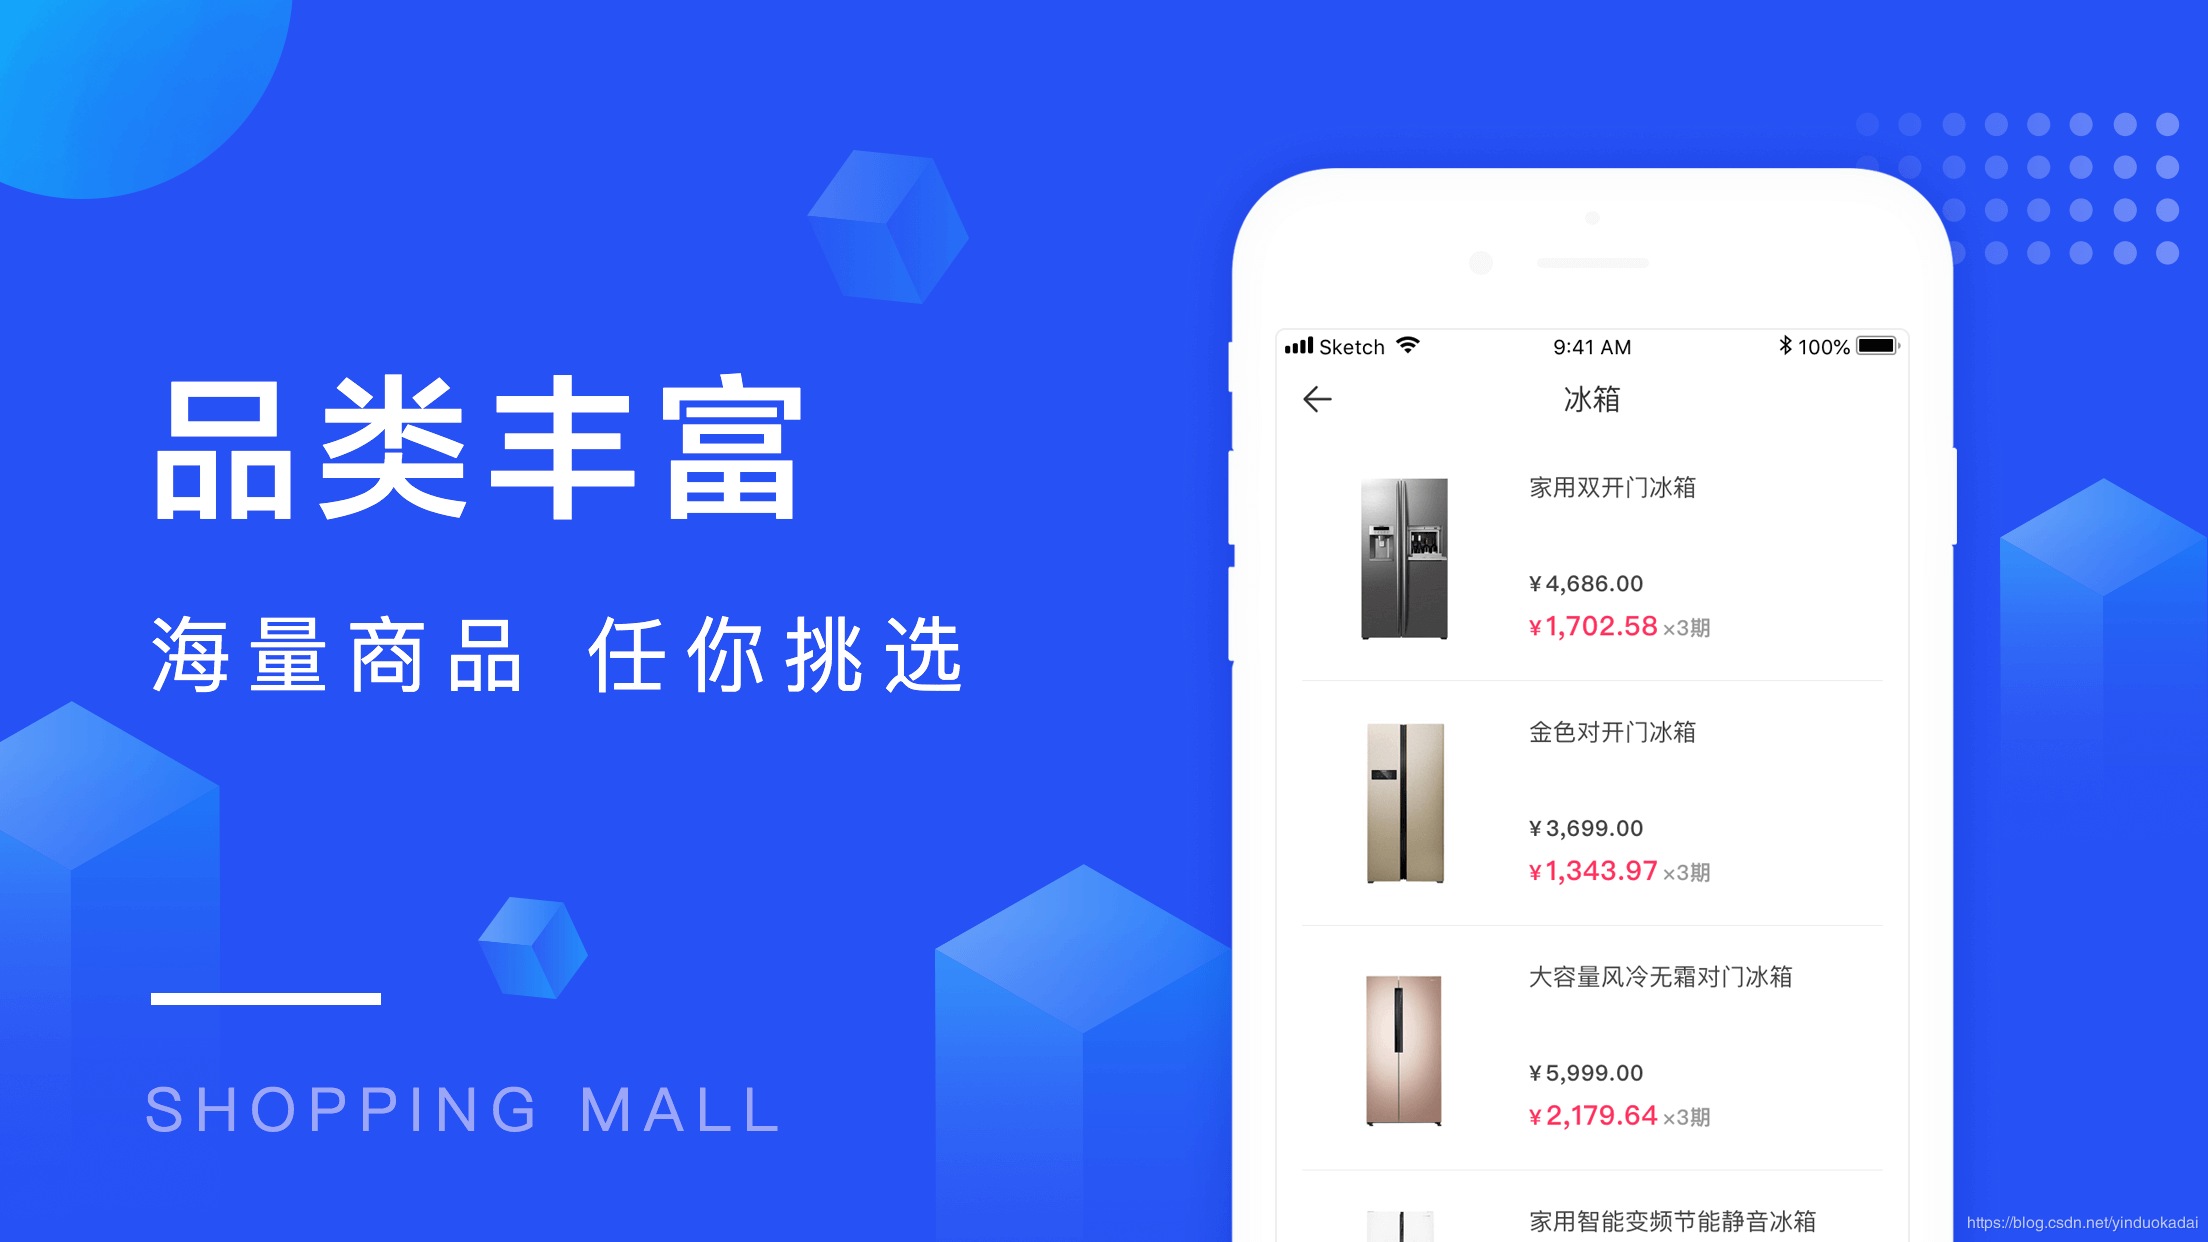 品类丰富
海量商品 任你挑选
SHOPPING MALL
Sketch 9:41 AM 100%
冰箱
家用双开门冰箱
¥4,686.00
¥1,702.58×3期
金色对开门冰箱
¥3,699.00
¥1,343.97×3期
大容量风冷无霜对门冰箱
¥5,999.00
¥2,179.64×3期
家用智能变频节能静音冰箱
https://blog.csdn.net/yinduokadai